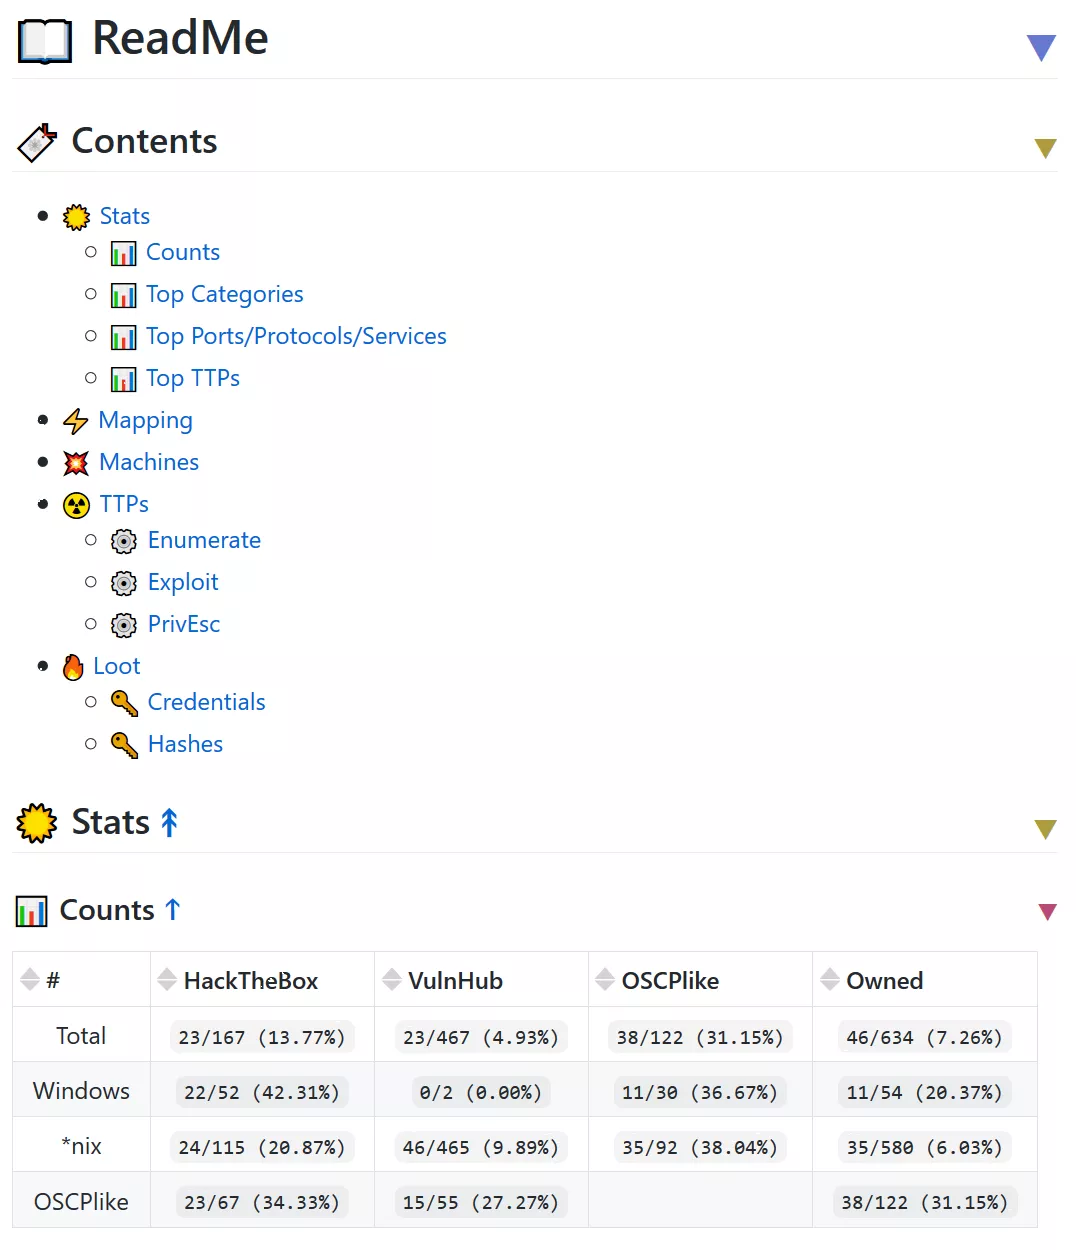 ReadMe
Contents
Stats
Counts
Top Categories
Top Ports/Protocols/Services
Top TTPs
Mapping
Machines
TTPs
Enumerate
Exploit
PrivEsc
Loot
Credentials
Hashes
Stats ↟
Counts ↑
# HackTheBox VulnHub OSCPlike Owned
Total 23/167 (13.77%) 23/467 (4.93%) 38/122 (31.15%) 46/634 (7.26%)
Windows 22/52 (42.31%) 0/2 (0.00%) 11/30 (36.67%) 11/54 (20.37%)
*nix 24/115 (20.87%) 46/465 (9.89%) 35/92 (38.04%) 35/580 (6.03%)
OSCPlike 23/67 (34.33%) 15/55 (27.27%) 38/122 (31.15%)